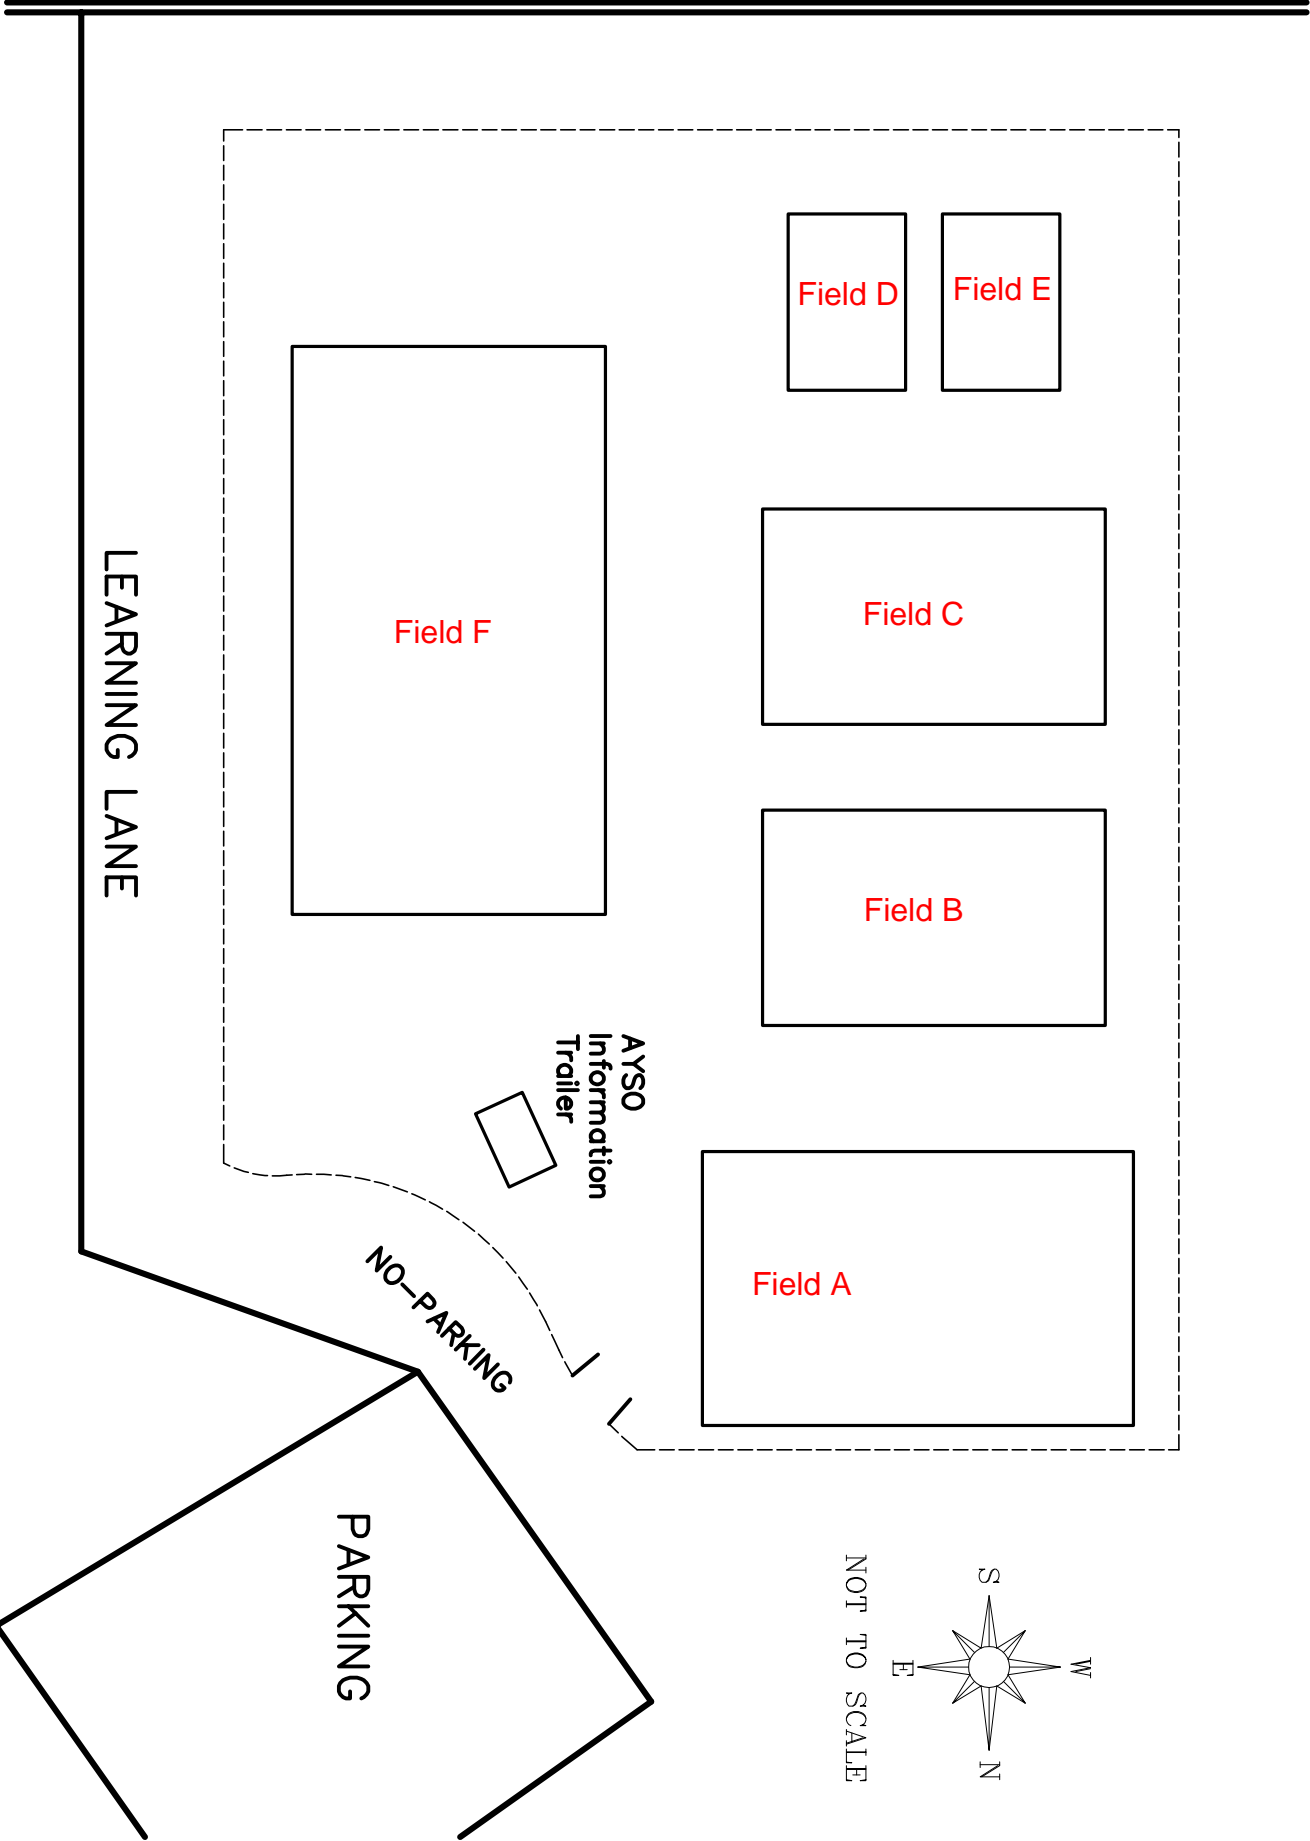 Field D
Field E
Field C
Field F
Field B
LEARNING LANE
AYSO
Information
Trailer
Field A
NO-PARKING
PARKING
S
W
E
N
NOT TO SCALE